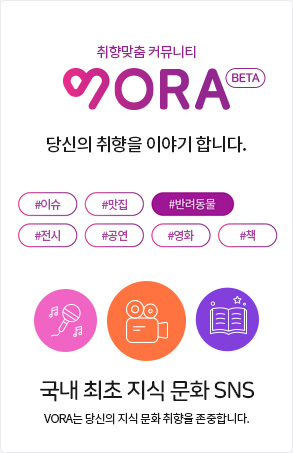 취향맞춤 커뮤니티
VORA BETA
당신의 취향을 이야기 합니다.
#이슈 #맛집 #반려동물
#전시 #공연 #영화 #책
국내 최초 지식 문화 SNS
VORA는 당신의 지식 문화 취향을 존중합니다.